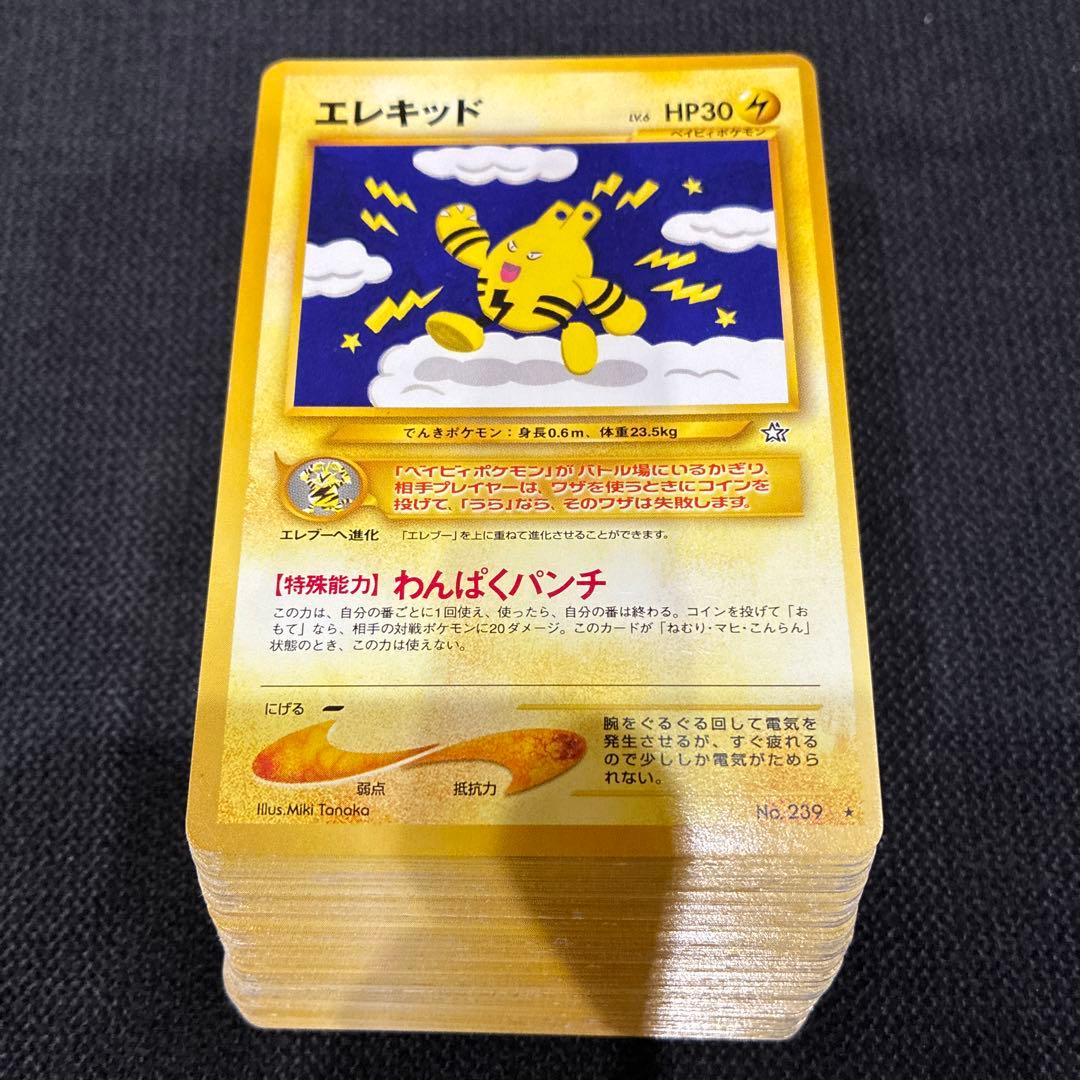 エレキッド LV.6 HP30
ベイビィポケモン
でんきポケモン：身長0.6m、体重23.5kg
「ベイビィポケモン」がバトル場にいるかぎり、
相手プレイヤーは、ワザを使うときにコインを
投げて、「うら」なら、そのワザは失敗します。
エレブーへ進化 「エレブー」を上に重ねて進化させることができます。
【特殊能力】 わんぱくパンチ
この力は、自分の番ごとに1回使え、使ったら、自分の番は終わる。コインを投げて「お
もて」なら、相手の対戦ポケモンに20ダメージ。このカードが「ねむり・マヒ・こんらん」
状態のとき、この力は使えない。
にげる
弱点 抵抗力
腕をぐるぐる回して電気を
発生させるが、すぐ疲れる
ので少ししか電気がためら
れない。
Illus.Miki Tanaka No. 239 ★